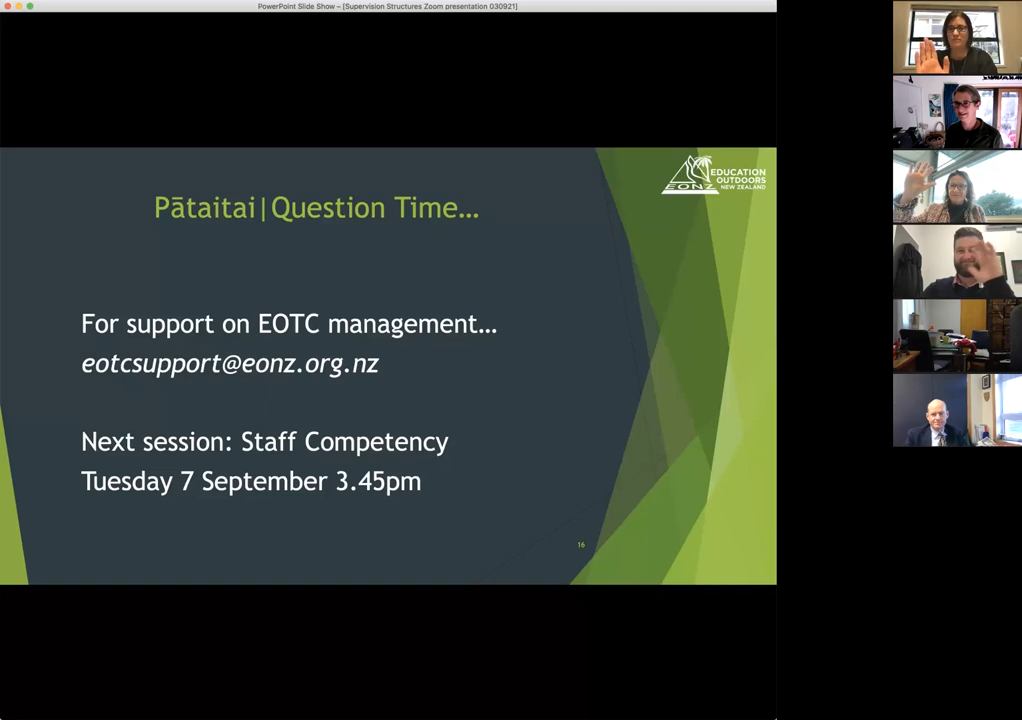 PowerPoint Slide Show – [Supervision Structures Zoom presentation 030921]
EONZ
EDUCATION
OUTDOORS
NEW ZEALAND
Pātaitai|Question Time…
For support on EOTC management…
eotcsupport@eonz.org.nz
Next session: Staff Competency
Tuesday 7 September 3.45pm
16